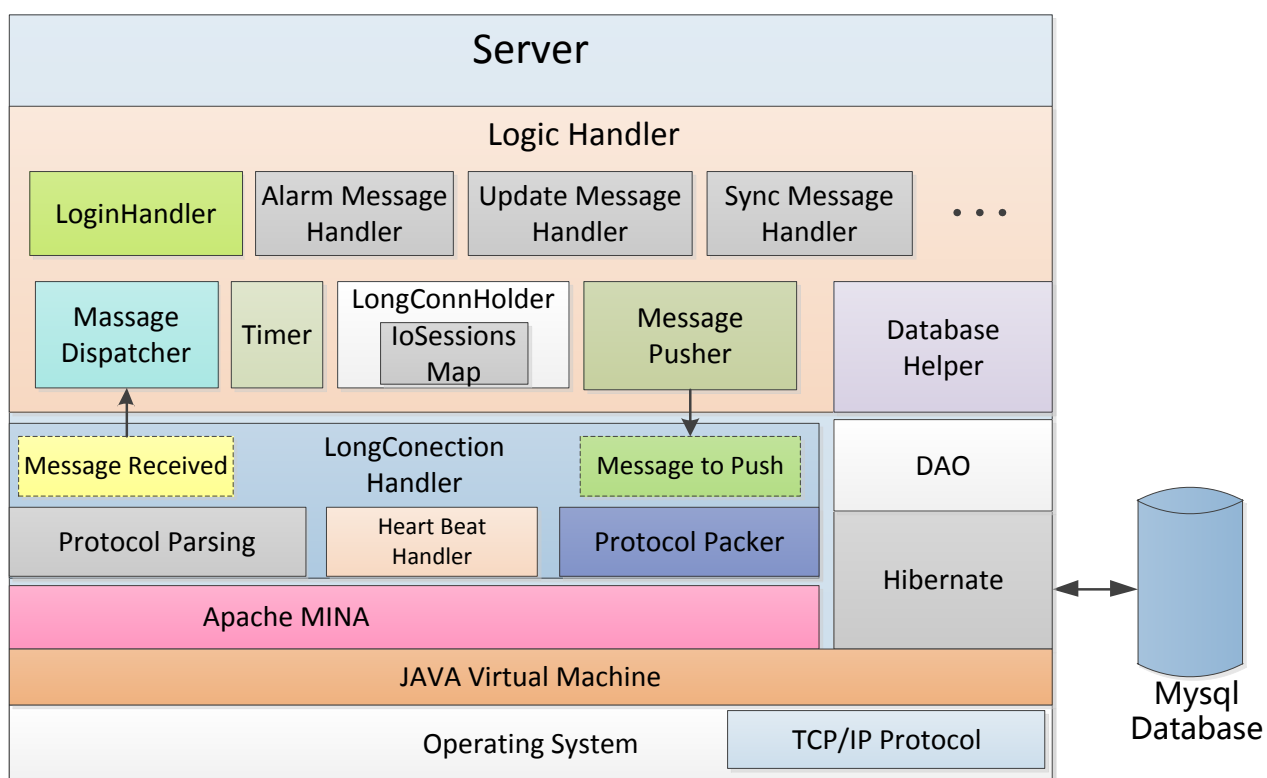 Server
Logic Handler
LoginHandler
Alarm Message
Handler
Update Message
Handler
Sync Message
Handler
...
Massage
Dispatcher
Timer
LongConnHolder
IoSessions
Map
Message
Pusher
Database
Helper
Message Received
LongConection
Handler
Message to Push
DAO
Protocol Parsing
Heart Beat
Handler
Protocol Packer
Hibernate
Apache MINA
JAVA Virtual Machine
Operating System
TCP/IP Protocol
Mysql
Database